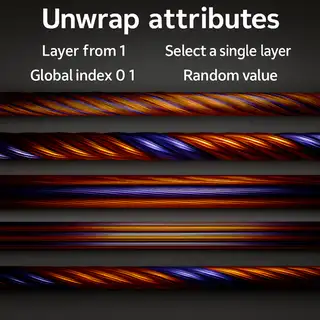 Unwrap attributes
Layer from 1
Select a single layer
Global index 0 1
Random value